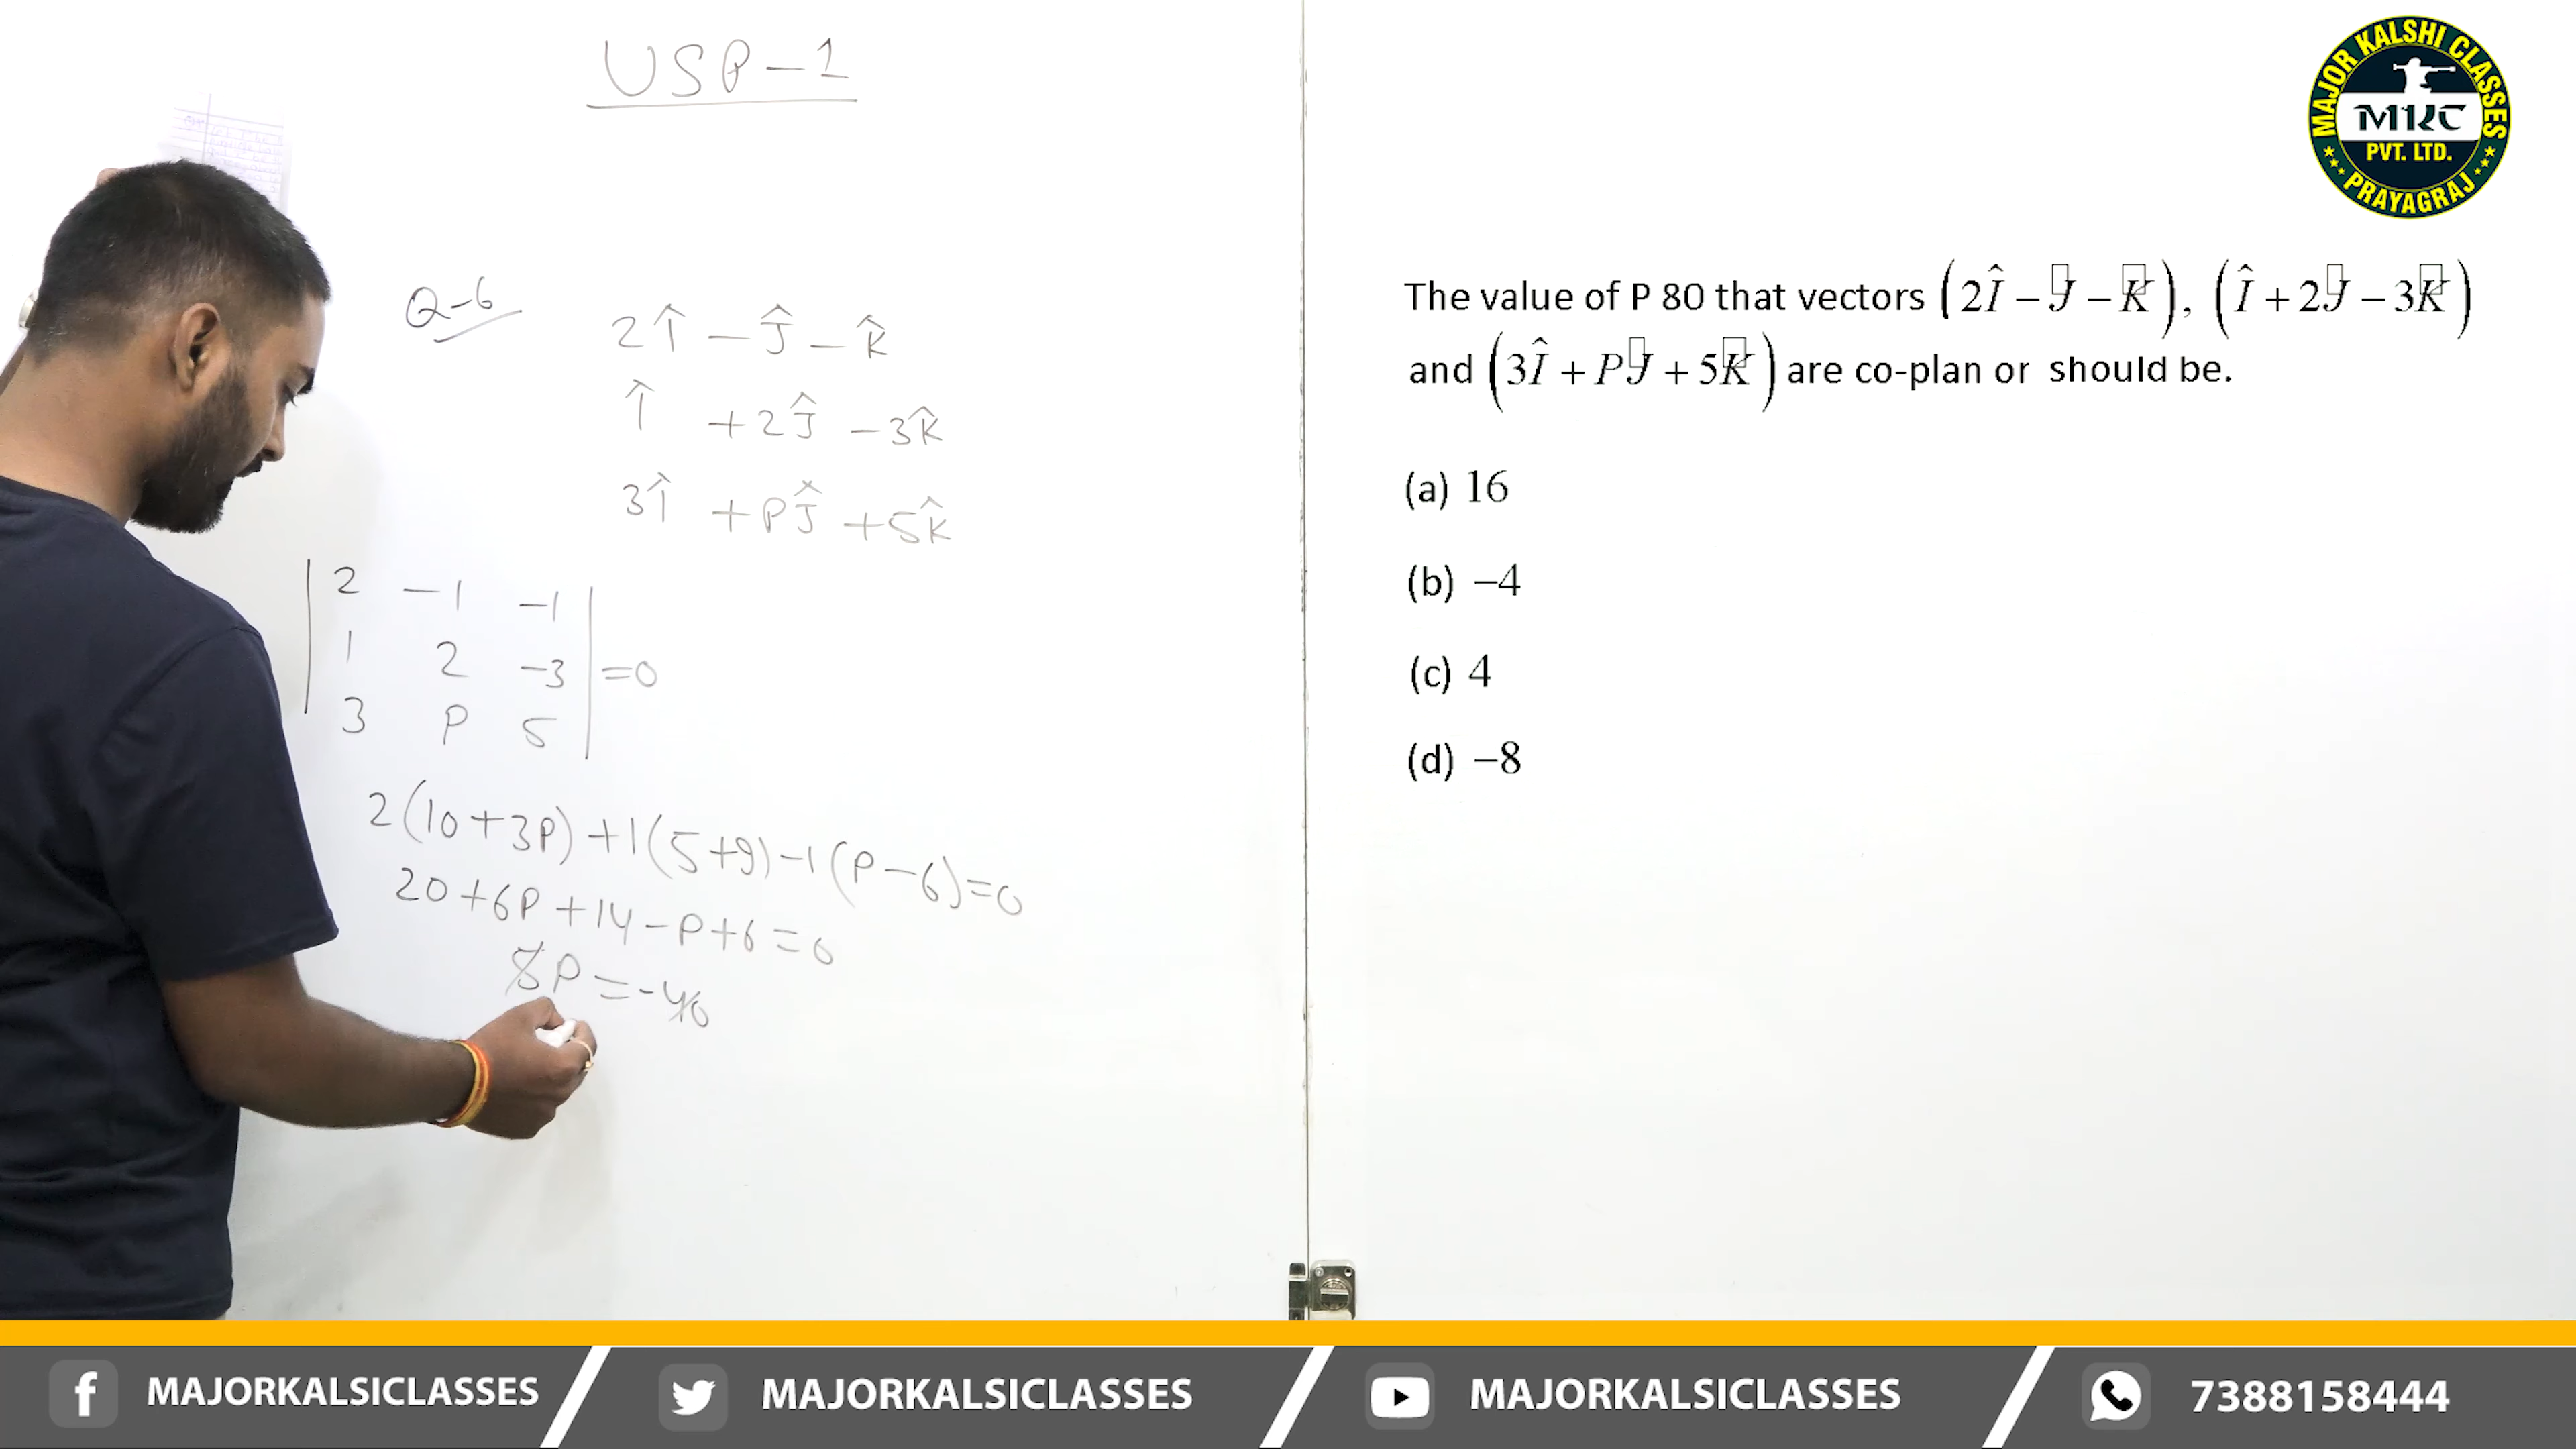 USP-1
Q-6
2Î - Ĵ - K̂
Î + 2Ĵ - 3K̂
3Î + PĴ + 5K̂
| 2 -1 -1 |
| 1 2 -3 | = 0
| 3 P 5 |
2(10+3P) +1(5+9) -1(P-6) = 0
20 + 6P + 14 - P + 6 = 0
5P = -40
MAJOR KALSHI CLASSES
MKC
PVT. LTD.
PRAYAGRAJ
The value of P 80 that vectors (2Î - J - K), (Î + 2J - 3K)
and (3Î + PJ + 5K) are co-plan or should be.
(a) 16
(b) -4
(c) 4
(d) -8
MAJORKALSICLASSES
MAJORKALSICLASSES
MAJORKALSICLASSES
7388158444